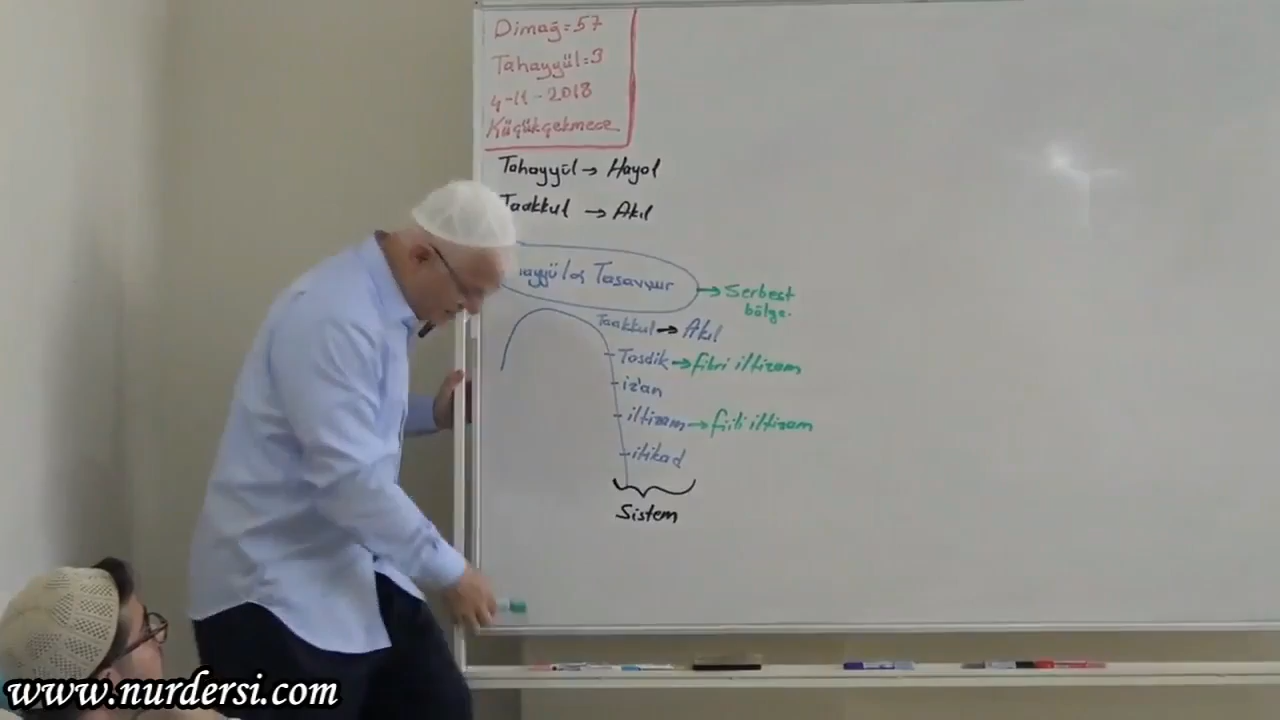 Dimağ=57
Tahayyül=3
4-11-2018
Küçükçekmece
Tahayyül→Hayal
Taakkul→Akıl
ayyül Tasavvur →Serbest
bölge.
Taakkul→Akıl
Tasdik→fikri iltizam
iz'an
iltizam→fiili iltizam
itikad
Sistem
www.nurdersi.com